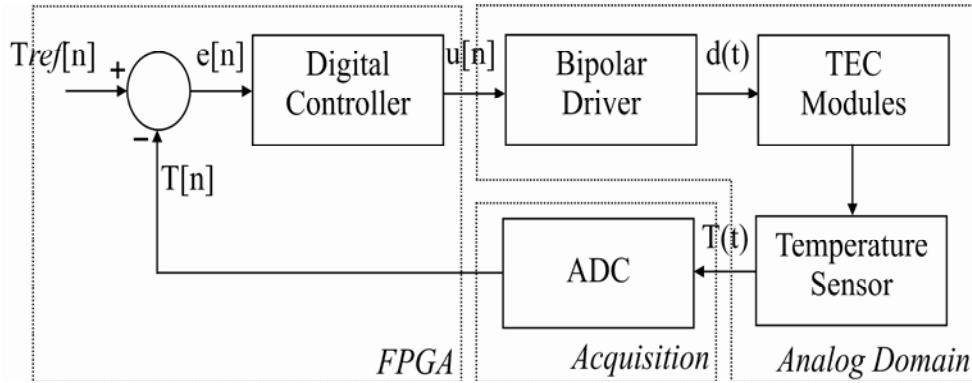 Tref[n]
+
e[n]
Digital
Controller
u[n]
Bipolar
Driver
d(t)
TEC
Modules
−
T[n]
ADC
T(t)
Temperature
Sensor
FPGA
Acquisition
Analog Domain